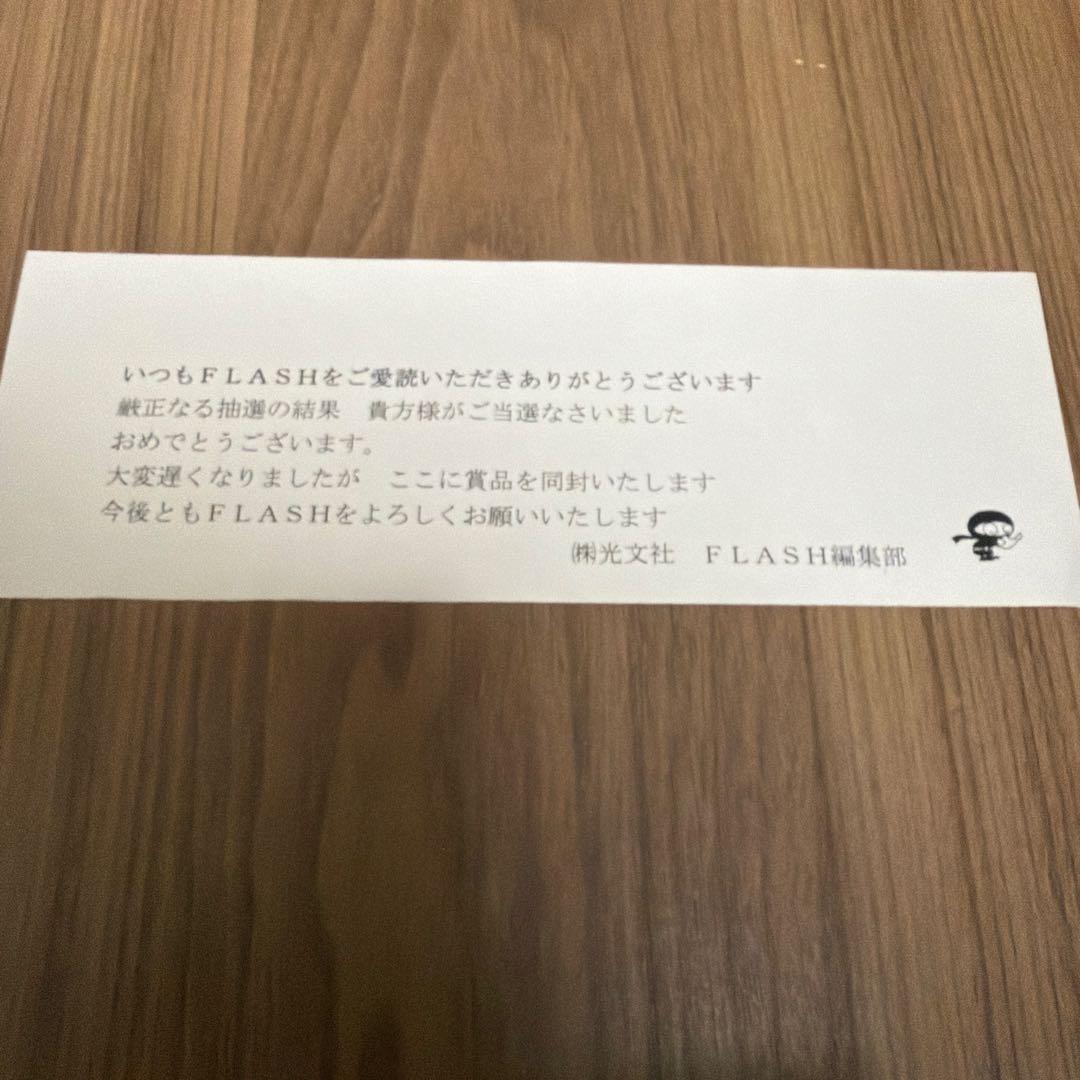 いつもＦＬＡＳＨをご愛読いただきありがとうございます
厳正なる抽選の結果　貴方様がご当選なさいました
おめでとうございます。
大変遅くなりましたが　ここに賞品を同封いたします
今後ともＦＬＡＳＨをよろしくお願いいたします
㈱光文社　ＦＬＡＳＨ編集部